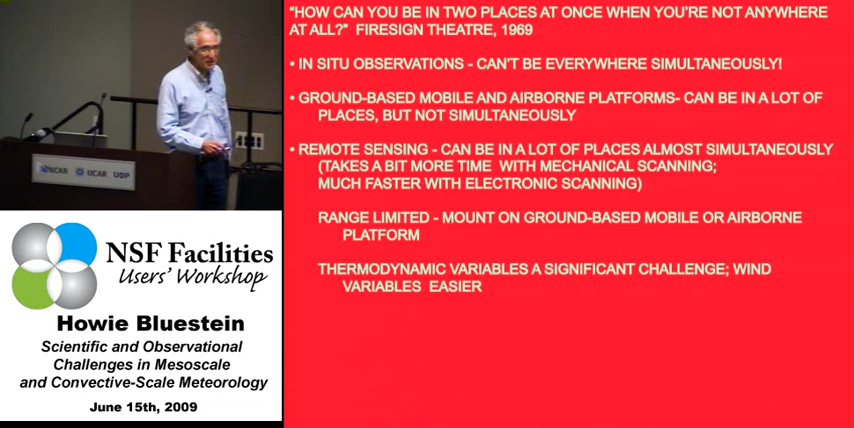 NCAR UCAR UOP
NSF Facilities
Users' Workshop
Howie Bluestein
Scientific and Observational
Challenges in Mesoscale
and Convective-Scale Meteorology
June 15th, 2009
“HOW CAN YOU BE IN TWO PLACES AT ONCE WHEN YOU’RE NOT ANYWHERE
AT ALL?” FIRESIGN THEATRE, 1969
• IN SITU OBSERVATIONS - CAN’T BE EVERYWHERE SIMULTANEOUSLY!
• GROUND-BASED MOBILE AND AIRBORNE PLATFORMS- CAN BE IN A LOT OF
PLACES, BUT NOT SIMULTANEOUSLY
• REMOTE SENSING - CAN BE IN A LOT OF PLACES ALMOST SIMULTANEOUSLY
(TAKES A BIT MORE TIME WITH MECHANICAL SCANNING;
MUCH FASTER WITH ELECTRONIC SCANNING)
RANGE LIMITED - MOUNT ON GROUND-BASED MOBILE OR AIRBORNE
PLATFORM
THERMODYNAMIC VARIABLES A SIGNIFICANT CHALLENGE; WIND
VARIABLES EASIER